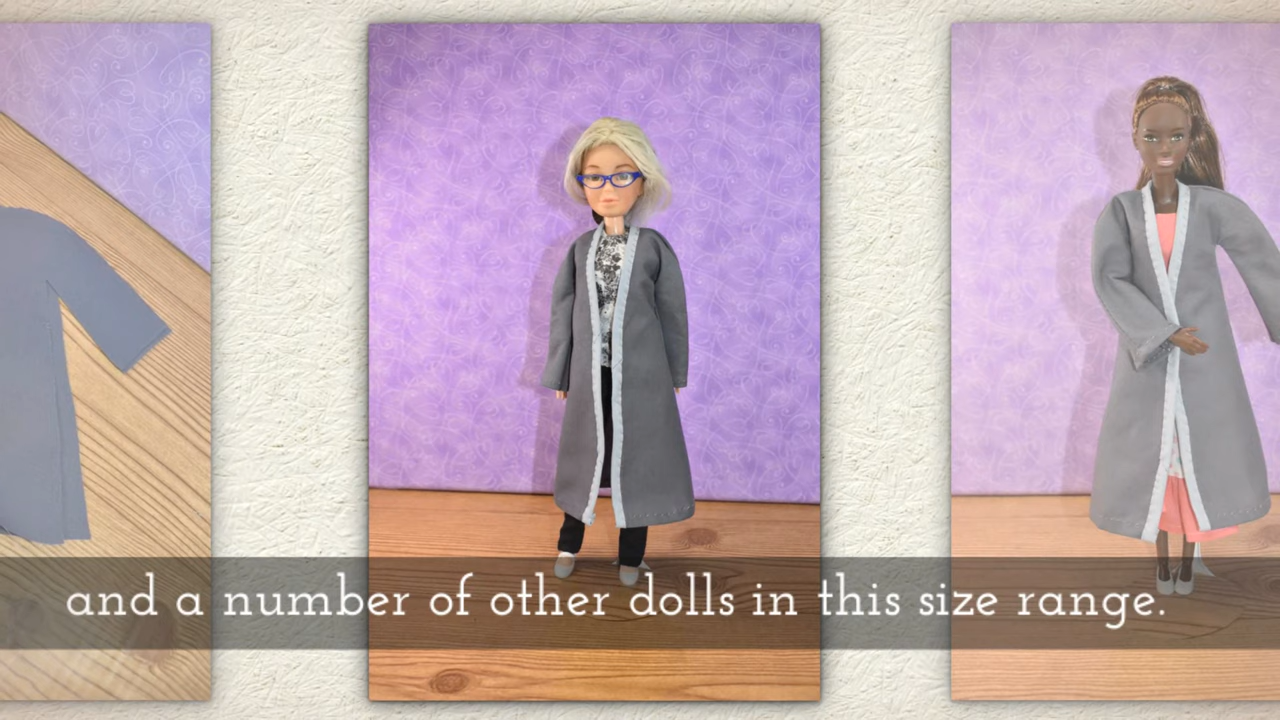 and a number of other dolls in this size range.